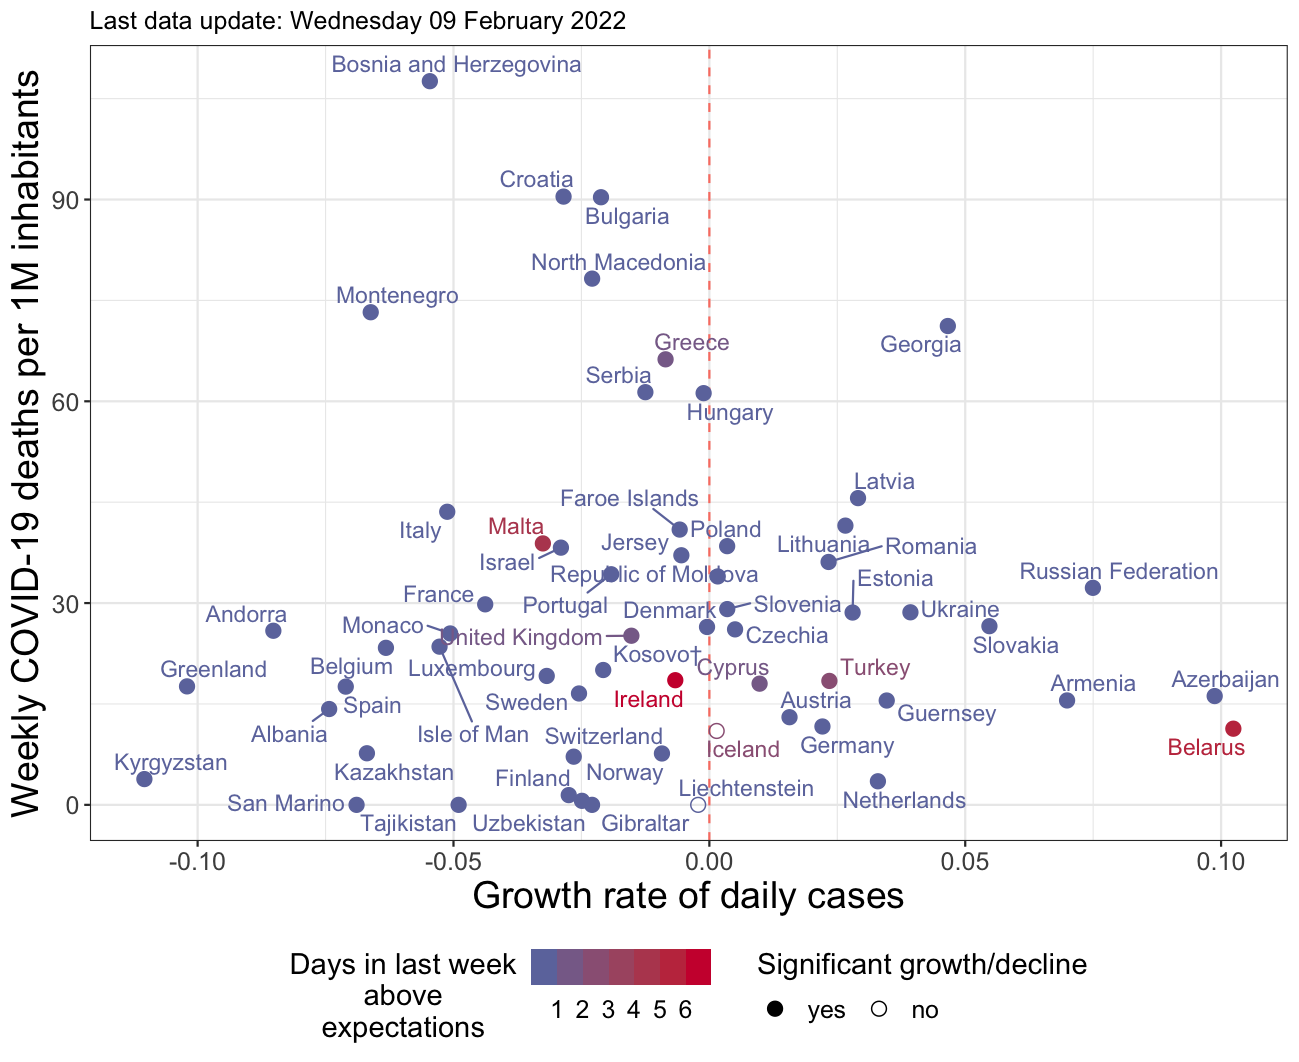 Last data update: Wednesday 09 February 2022
Weekly COVID-19 deaths per 1M inhabitants
Bosnia and Herzegovina
Croatia
90
Bulgaria
North Macedonia
Montenegro
Greece
Georgia
Serbia
60
Hungary
Latvia
Faroe Islands
Malta
Italy
Poland
Jersey
Lithuania
Romania
Israel
Republic of Moldova
Russian Federation
Estonia
France
30
Portugal
Denmark
Slovenia
Ukraine
Andorra
Monaco
United Kingdom
Czechia
Slovakia
Kosovo†
Greenland
Belgium
Luxembourg
Cyprus
Turkey
Azerbaijan
Armenia
Spain
Sweden
Ireland
Austria
Guernsey
Albania
Isle of Man
Switzerland
Iceland
Germany
Belarus
Kyrgyzstan
Kazakhstan
Finland
Norway
Liechtenstein
Netherlands
0
San Marino
Tajikistan
Uzbekistan
Gibraltar
-0.10 -0.05 0.00 0.05 0.10
Growth rate of daily cases
Days in last week
above
expectations
1 2 3 4 5 6
Significant growth/decline
yes no